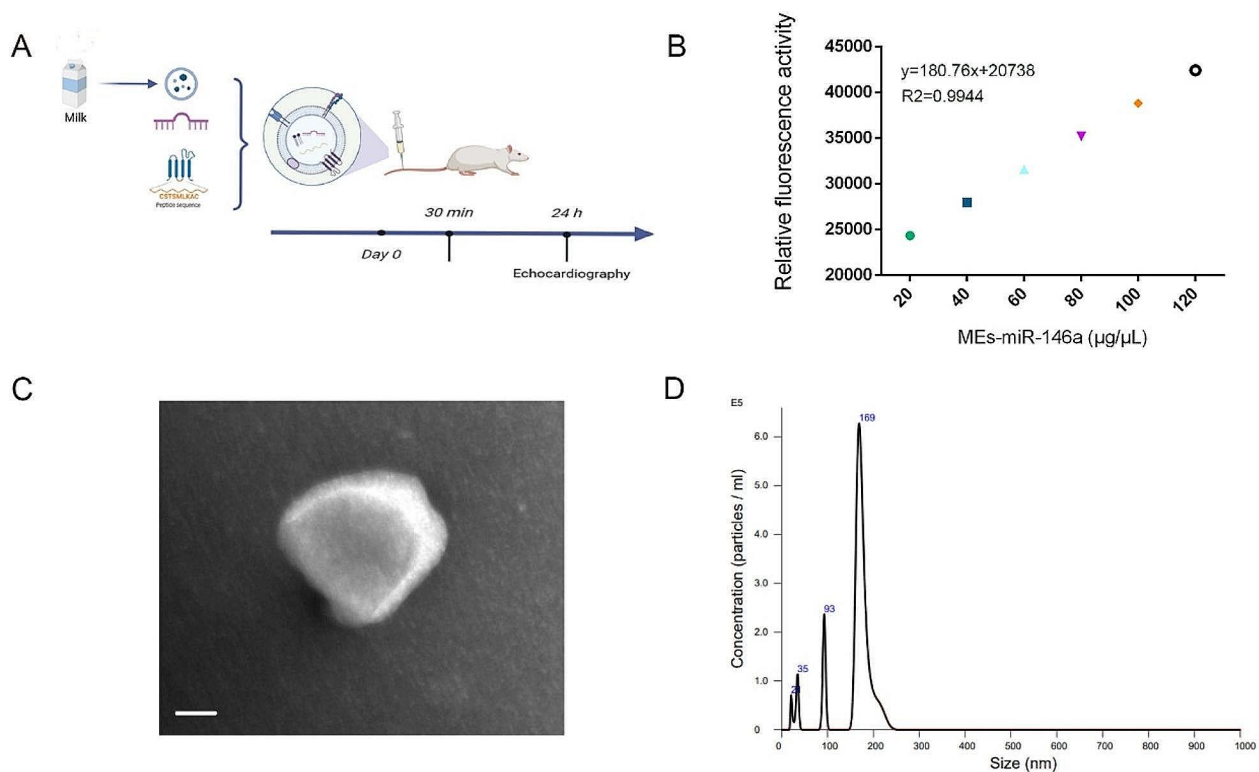 A
Milk
CSTSMLKAC
Peptide sequence
30 min
24 h
Day 0
Echocardiography
B
Relative fluorescence activity
45000
40000
35000
30000
25000
20000
y=180.76x+20738
R2=0.9944
20
40
60
80
100
120
MEs-miR-146a (µg/µL)
C
D
E5
Concentration (particles / ml)
6.0
5.0
4.0
3.0
2.0
1.0
0
21
35
93
169
0
100
200
300
400
500
600
700
800
900
1000
Size (nm)